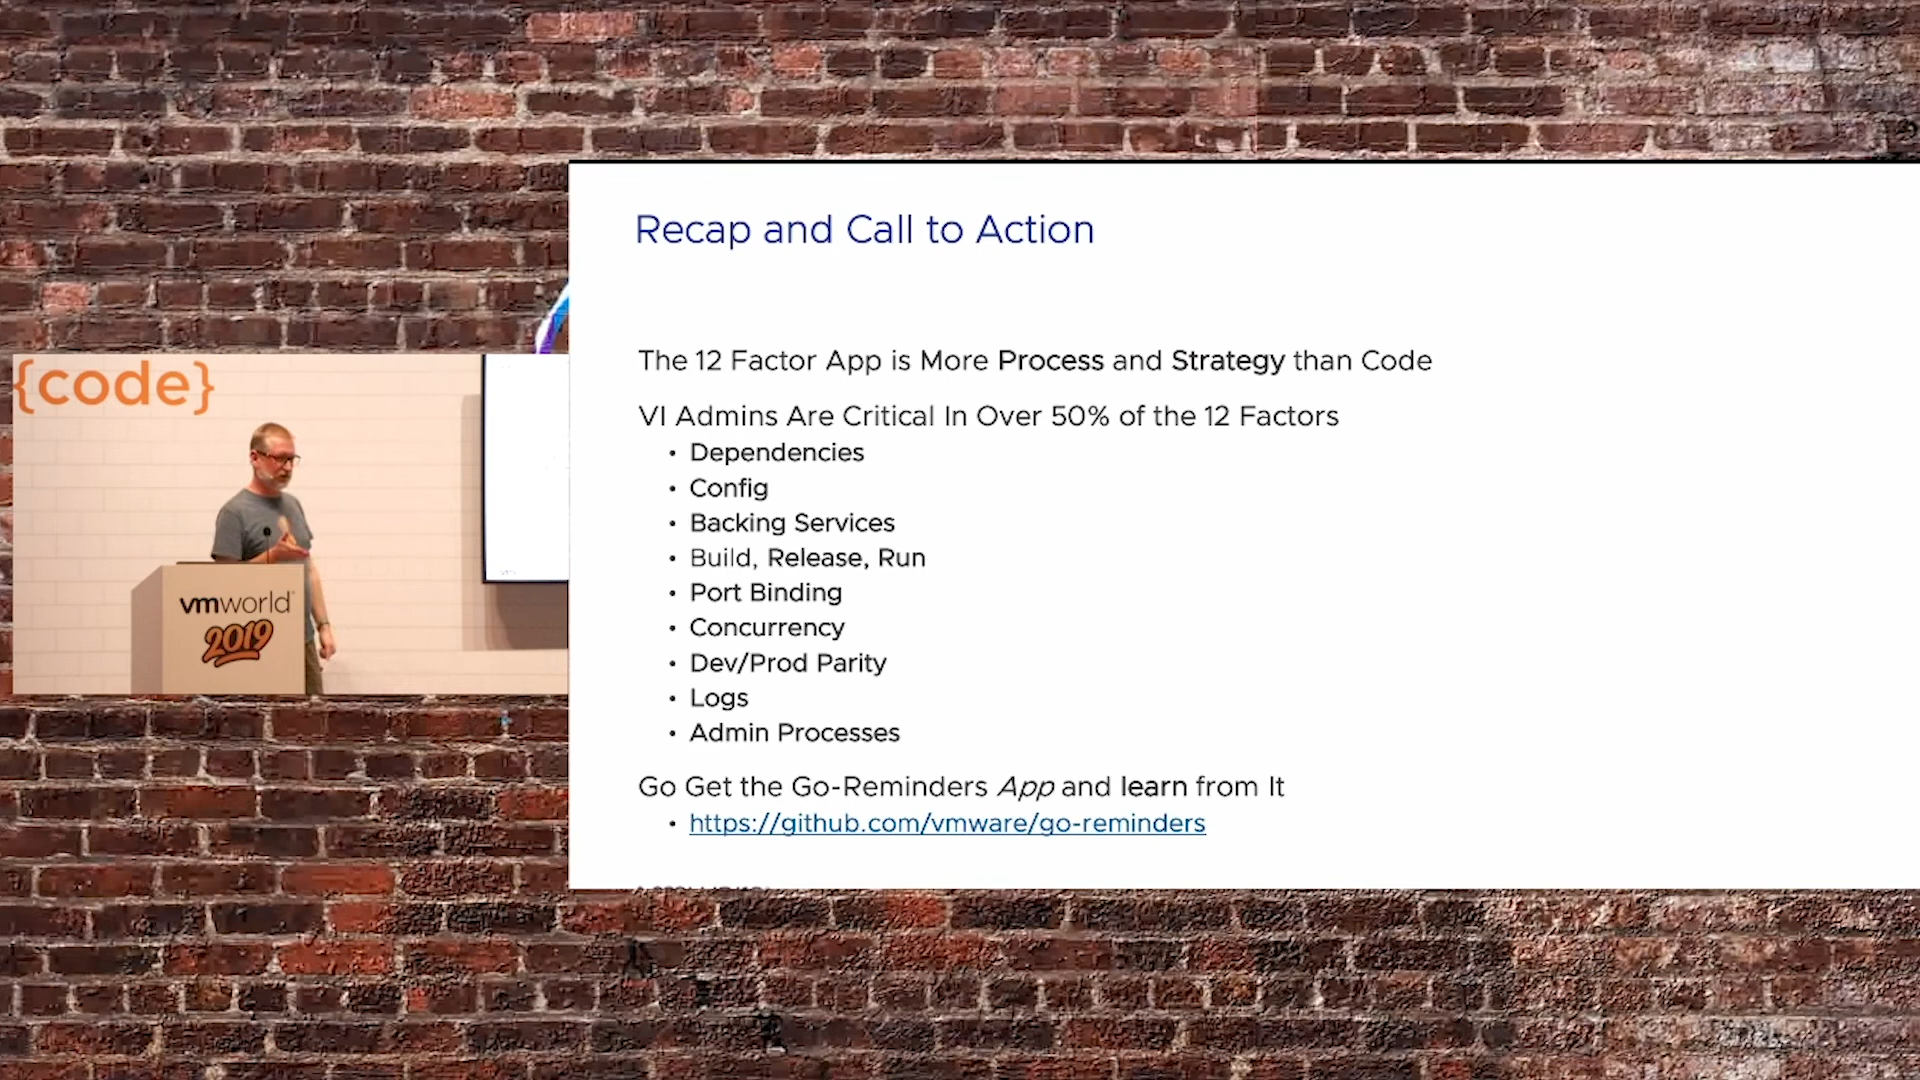 {code}
vmworld
2019
Recap and Call to Action
The 12 Factor App is More Process and Strategy than Code
VI Admins Are Critical In Over 50% of the 12 Factors
• Dependencies
• Config
• Backing Services
• Build, Release, Run
• Port Binding
• Concurrency
• Dev/Prod Parity
• Logs
• Admin Processes
Go Get the Go-Reminders App and learn from It
• https://github.com/vmware/go-reminders